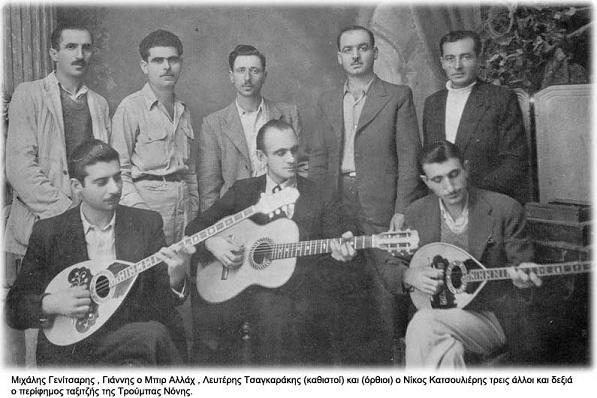 Μιχάλης Γενίτσαρης , Γιάννης ο Μπιρ Αλλάχ , Λευτέρης Τσαγκαράκης (καθιστοί) και (όρθιοι) ο Νίκος Κατσουλιέρης τρεις άλλοι και δεξιά
ο περίφημος ταξιτζής της Τρούμπας Νόνης.